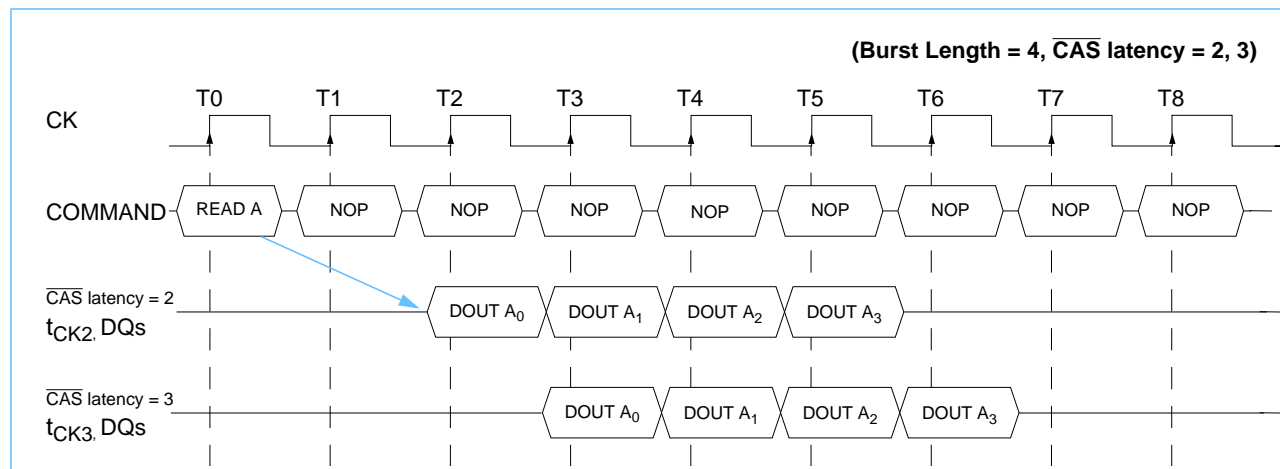 (Burst Length = 4, CAS latency = 2, 3)
T0 T1 T2 T3 T4 T5 T6 T7 T8
CK
COMMAND READ A NOP NOP NOP NOP NOP NOP NOP NOP
CAS latency = 2
tCK2, DQs DOUT A0 DOUT A1 DOUT A2 DOUT A3
CAS latency = 3
tCK3, DQs DOUT A0 DOUT A1 DOUT A2 DOUT A3